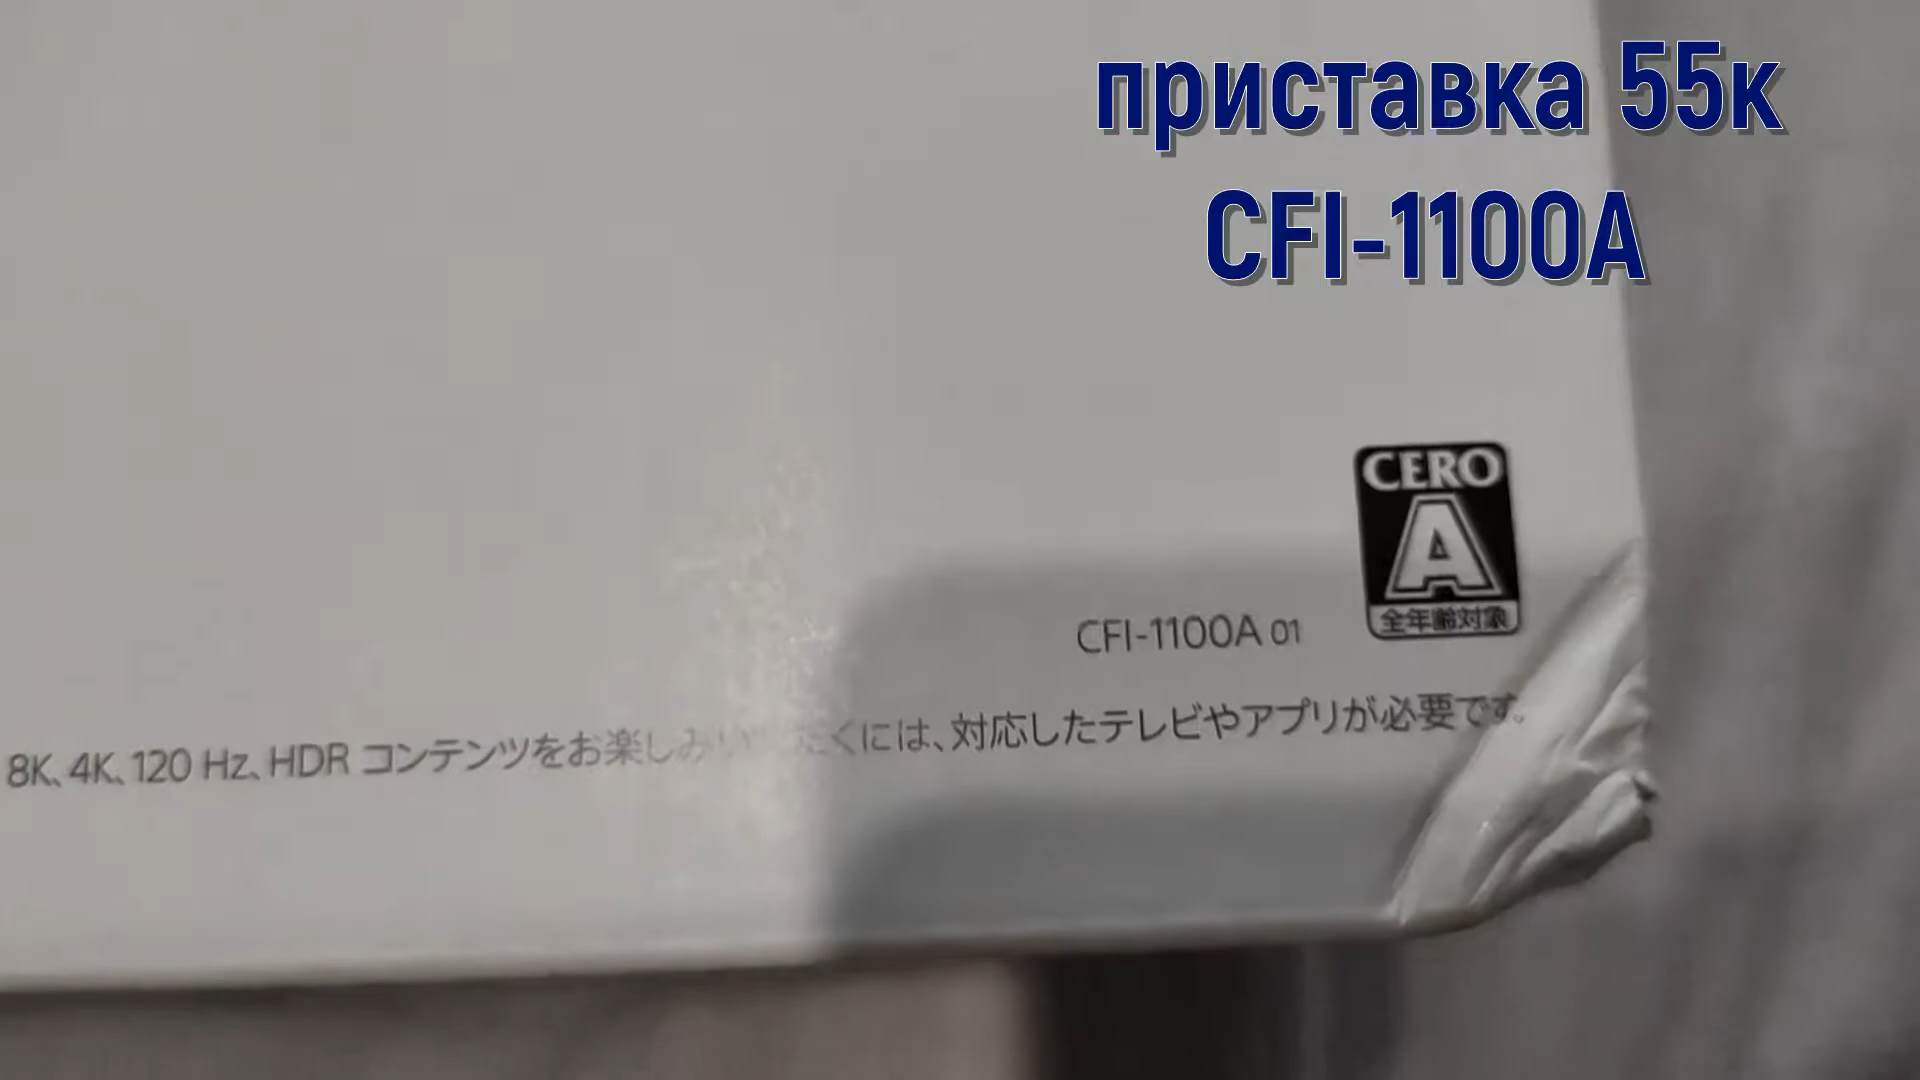 приставка 55к
CFI-1100A
CERO
A
全年齢対象
CFI-1100A 01
8K、4K、120 Hz、HDR コンテンツをお楽しみいただくには、対応したテレビやアプリが必要です。